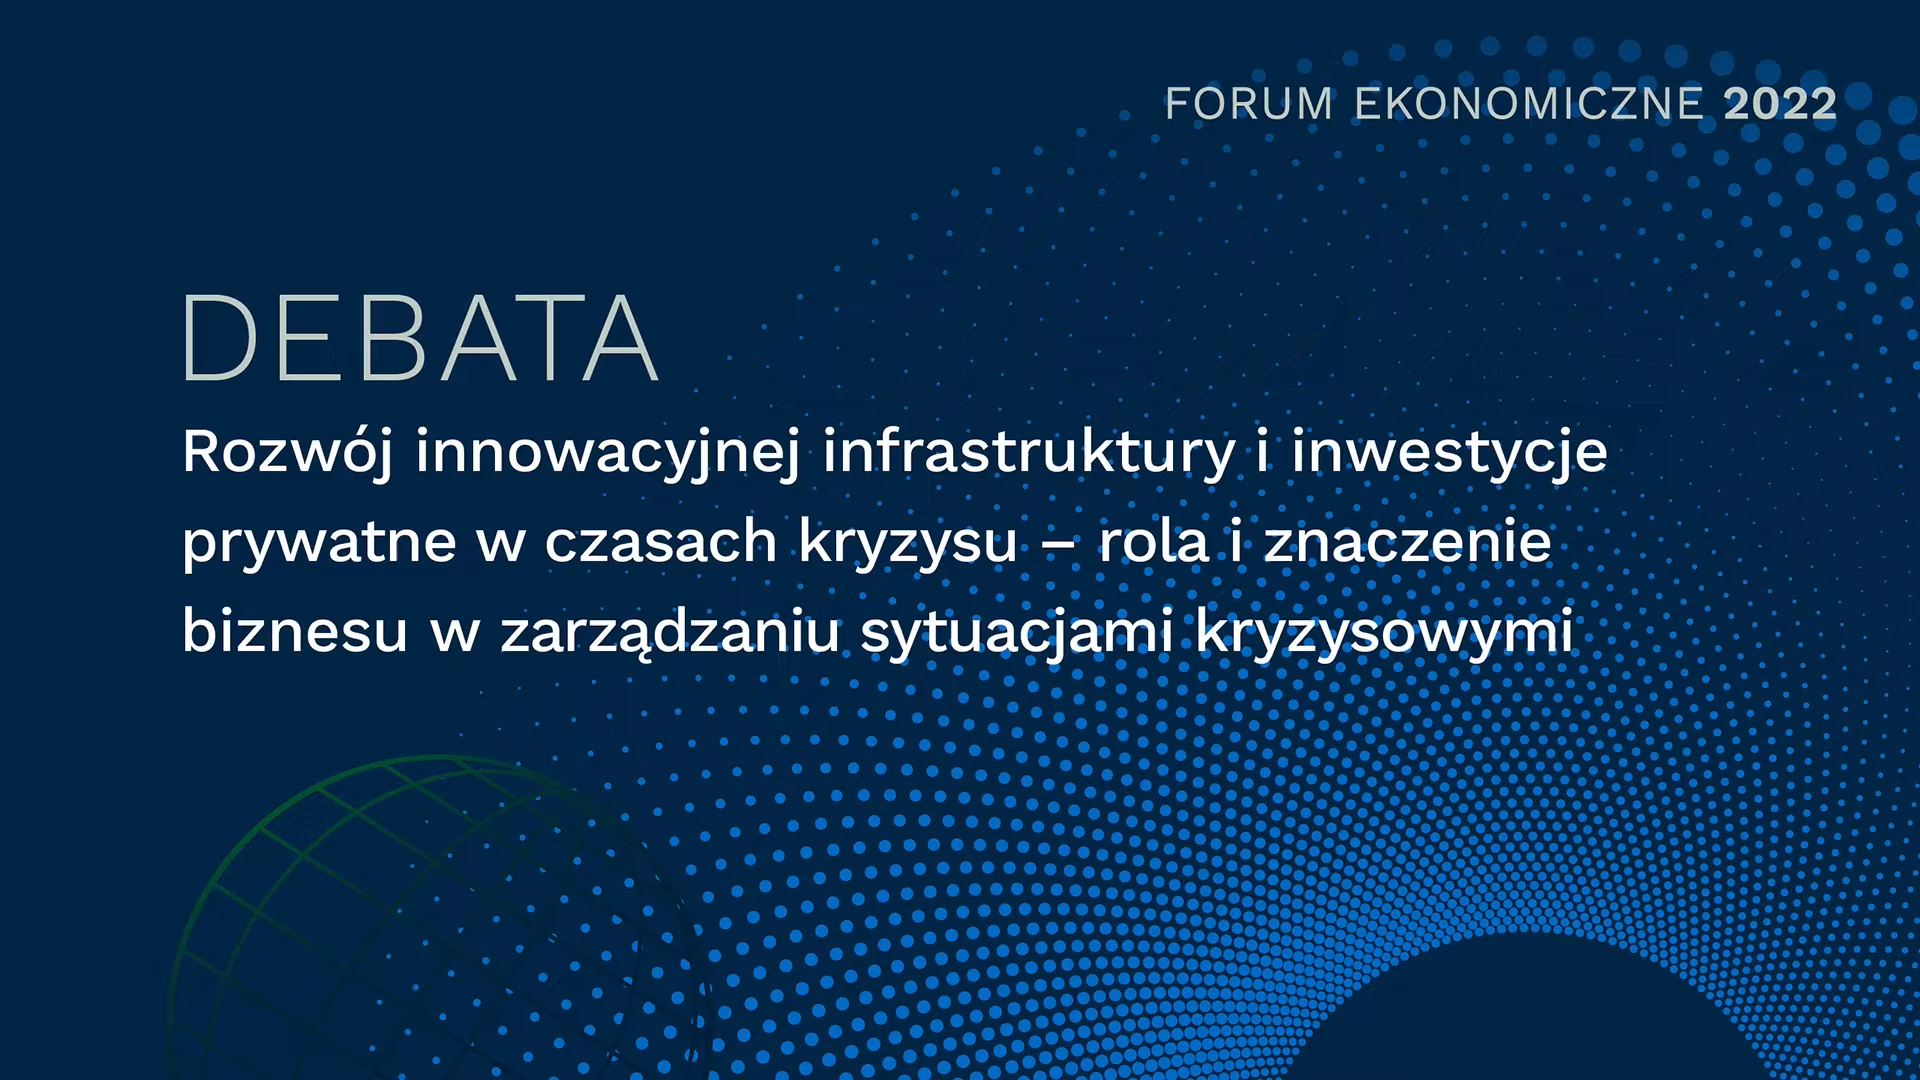 FORUM EKONOMICZNE 2022
DEBATA
Rozwój innowacyjnej infrastruktury i inwestycje
prywatne w czasach kryzysu – rola i znaczenie
biznesu w zarządzaniu sytuacjami kryzysowymi